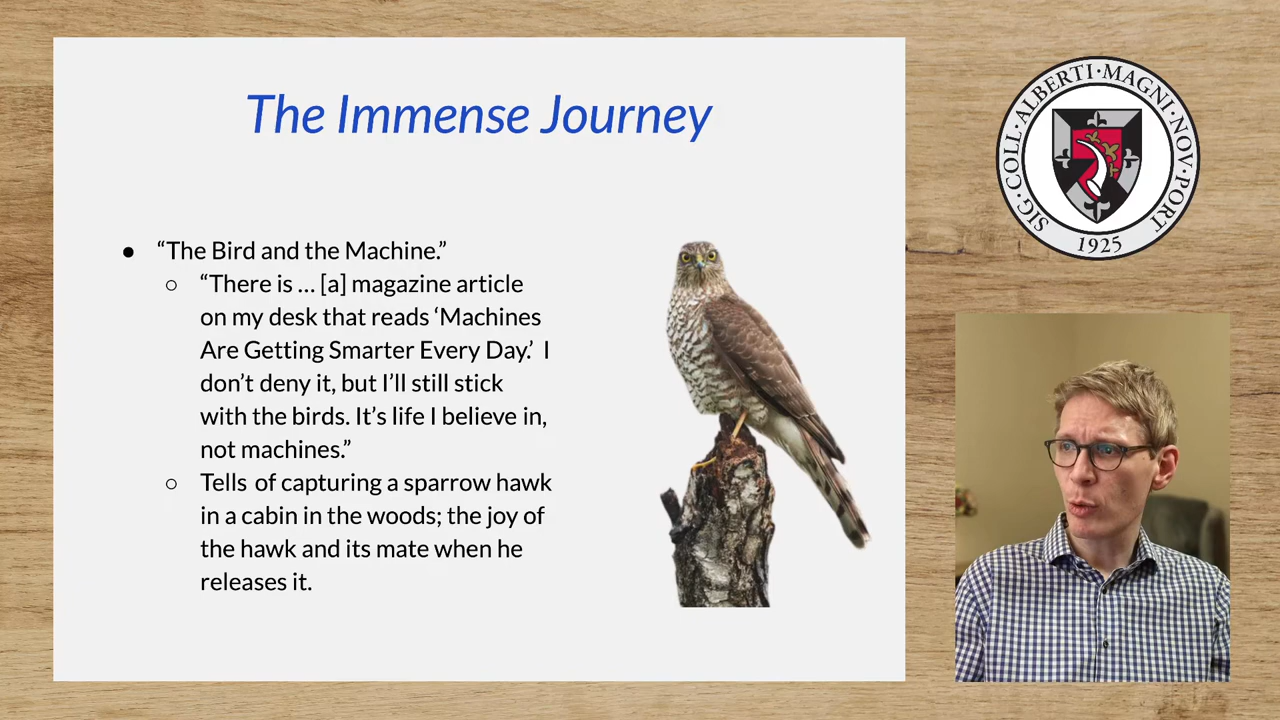 The Immense Journey
● “The Bird and the Machine.”
○ “There is ... [a] magazine article
on my desk that reads ‘Machines
Are Getting Smarter Every Day.’ I
don’t deny it, but I’ll still stick
with the birds. It’s life I believe in,
not machines.”
○ Tells of capturing a sparrow hawk
in a cabin in the woods; the joy of
the hawk and its mate when he
releases it.
SIG·COLL·ALBERTI·MAGNI·NOV·PORT
1925